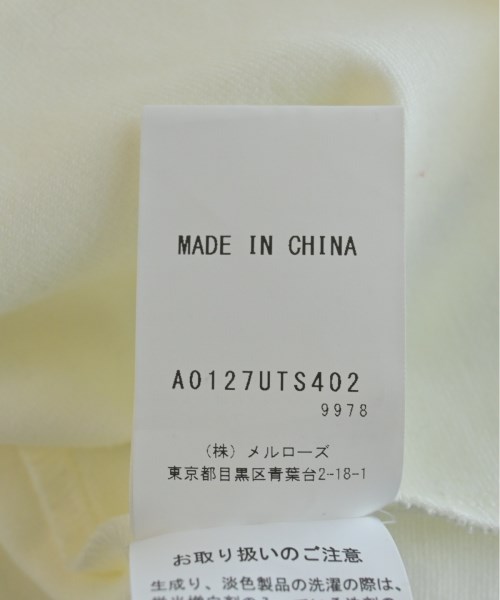 MADE IN CHINA
A0127UTS402
9978
(株) メルローズ
東京都目黒区青葉台2-18-1
お取り扱いのご注意
生成り、淡色製品の洗濯の際は、